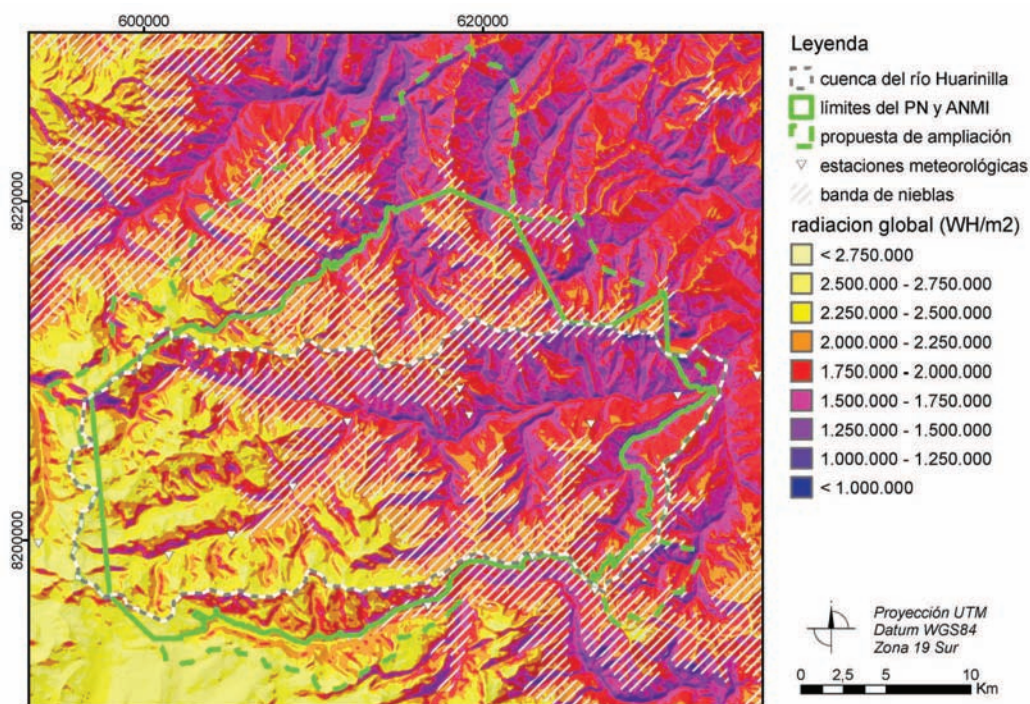 600000
620000
8220000
8200000
Leyenda
cuenca del río Huarinilla
límites del PN y ANMI
propuesta de ampliación
estaciones meteorológicas
banda de nieblas
radiacion global (WH/m2)
< 2.750.000
2.500.000 - 2.750.000
2.250.000 - 2.500.000
2.000.000 - 2.250.000
1.750.000 - 2.000.000
1.500.000 - 1.750.000
1.250.000 - 1.500.000
1.000.000 - 1.250.000
< 1.000.000
Proyección UTM
Datum WGS84
Zona 19 Sur
0 2,5 5 10
Km